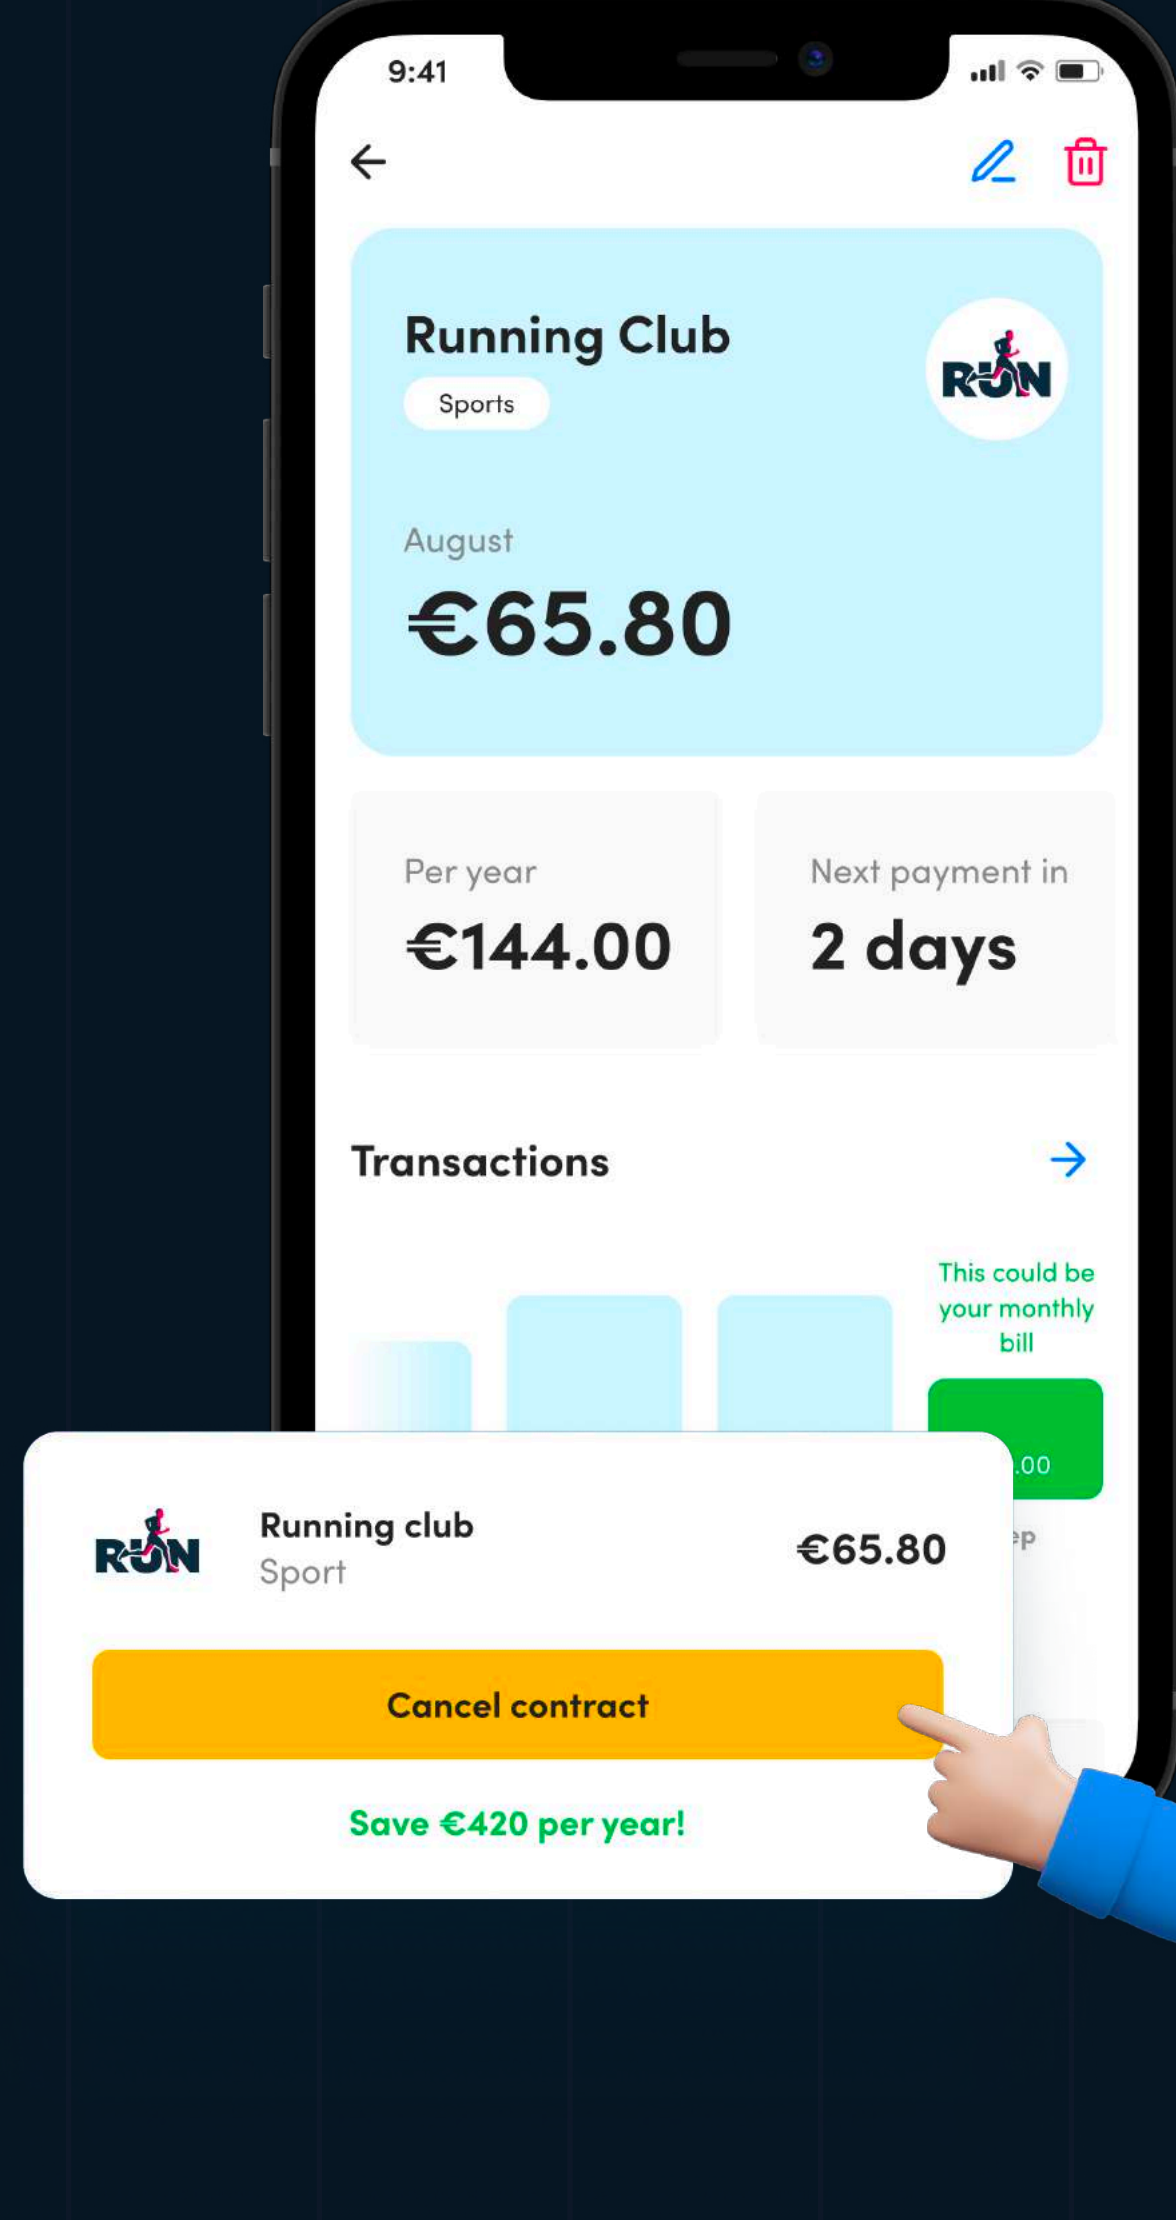 9:41
Running Club
RUN
Sports
August
€65.80
Per year
€144.00
Next payment in
2 days
Transactions
This could be
your monthly
bill
.00
RUN
Running club
Sport
€65.80
Cancel contract
Save €420 per year!